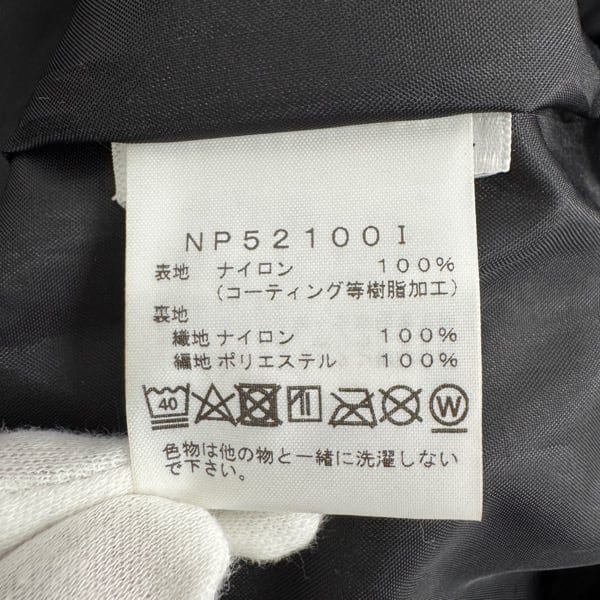 NP52100I
表地 ナイロン 100%
(コーティング等樹脂加工)
裏地
織地 ナイロン 100%
編地 ポリエステル 100%
40 W
色物は他の物と一緒に洗濯しない
で下さい。